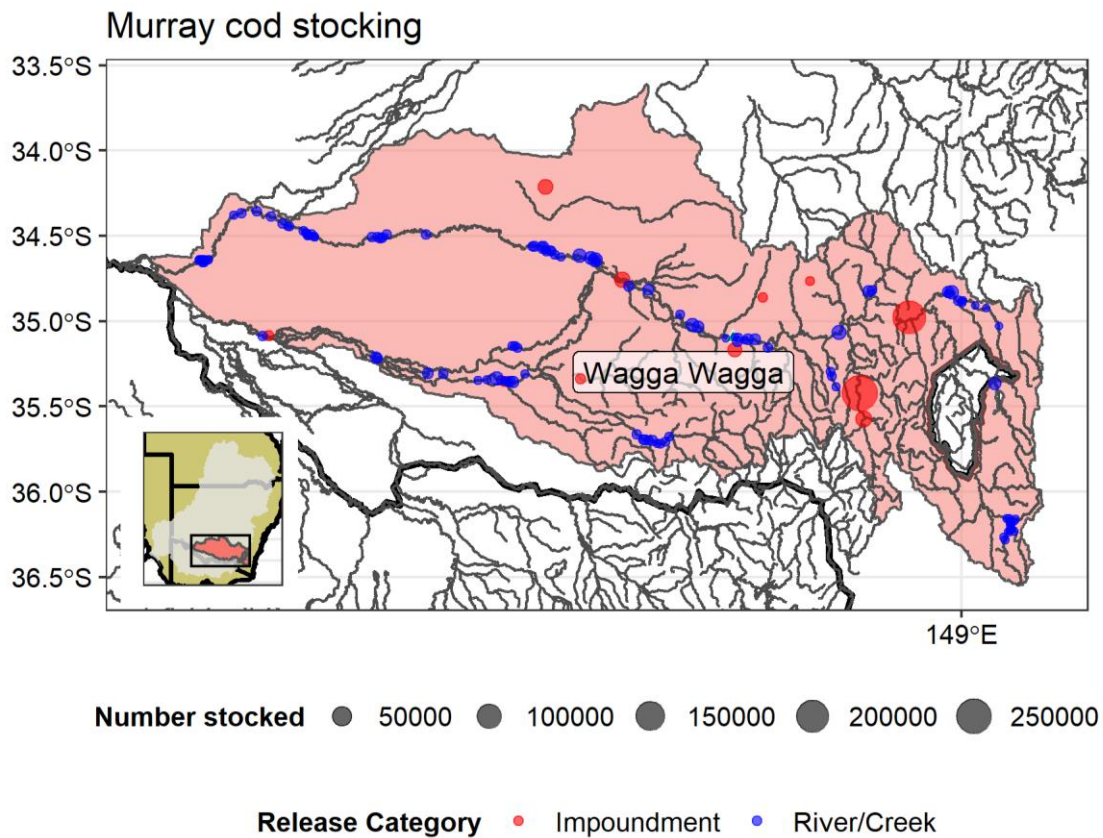 Murray cod stocking
33.5°S
34.0°S
34.5°S
35.0°S
Wagga Wagga
35.5°S
36.0°S
36.5°S
149°E
Number stocked 50000 100000 150000 200000 250000
Release Category Impoundment River/Creek